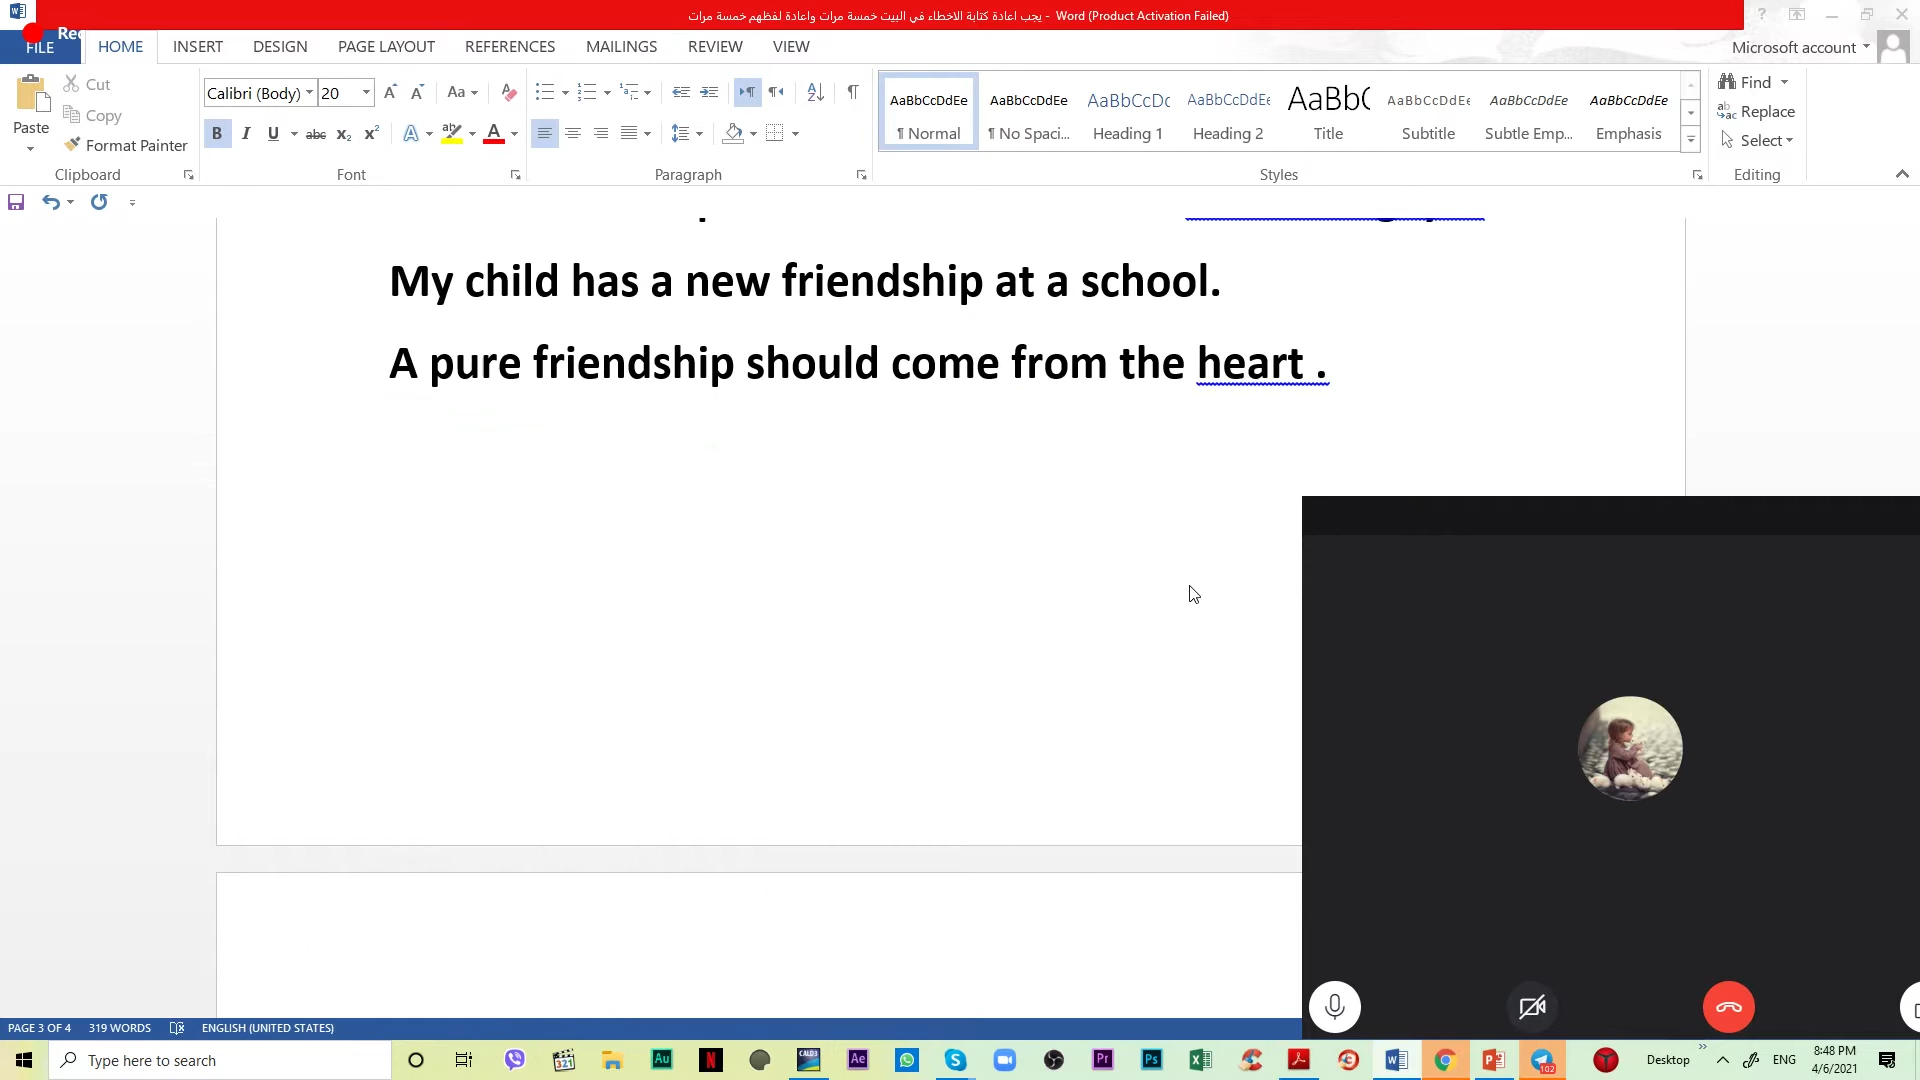 يجب اعادة كتابة الاخطاء في البيت خمسة مرات واعادة لفظهم خمسة مرات - Word (Product Activation Failed)
Rec
FILE HOME INSERT DESIGN PAGE LAYOUT REFERENCES MAILINGS REVIEW VIEW Microsoft account
Paste
Cut
Copy
Format Painter
Calibri (Body) 20
AaBbCcDdEe AaBbCcDdEe AaBbCcDc AaBbCcDdEe AaBb( AaBbCcDdEe AaBbCcDdEe AaBbCcDdEe
¶ Normal ¶ No Spaci... Heading 1 Heading 2 Title Subtitle Subtle Emp... Emphasis
Find
Replace
Select
Clipboard Font Paragraph Styles Editing
My child has a new friendship at a school.
A pure friendship should come from the heart .
PAGE 3 OF 4 319 WORDS ENGLISH (UNITED STATES)
Type here to search
Desktop ENG 8:48 PM
4/6/2021